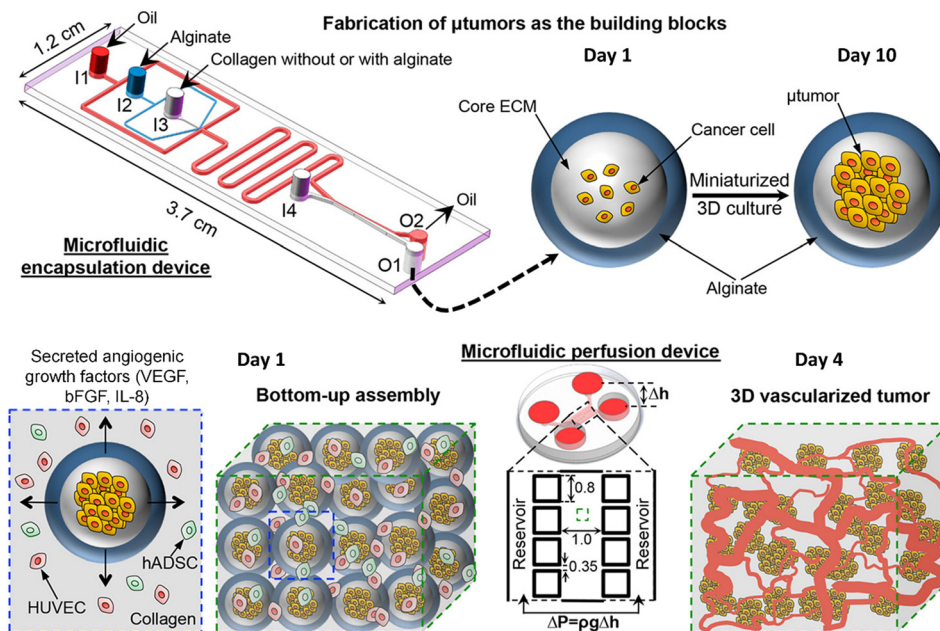 Fabrication of µtumors as the building blocks
1.2 cm
Oil
Alginate
Collagen without or with alginate
I1
I2
I3
I4
O2
O1
Oil
3.7 cm
Microfluidic
encapsulation device
Day 1
Day 10
Core ECM
Cancer cell
µtumor
Miniaturized
3D culture
Alginate
Secreted angiogenic
growth factors (VEGF,
bFGF, IL-8)
hADSC
HUVEC
Collagen
Day 1
Bottom-up assembly
Microfluidic perfusion device
Δh
Reservoir
0.8
1.0
0.35
Reservoir
ΔP=ρgΔh
Day 4
3D vascularized tumor